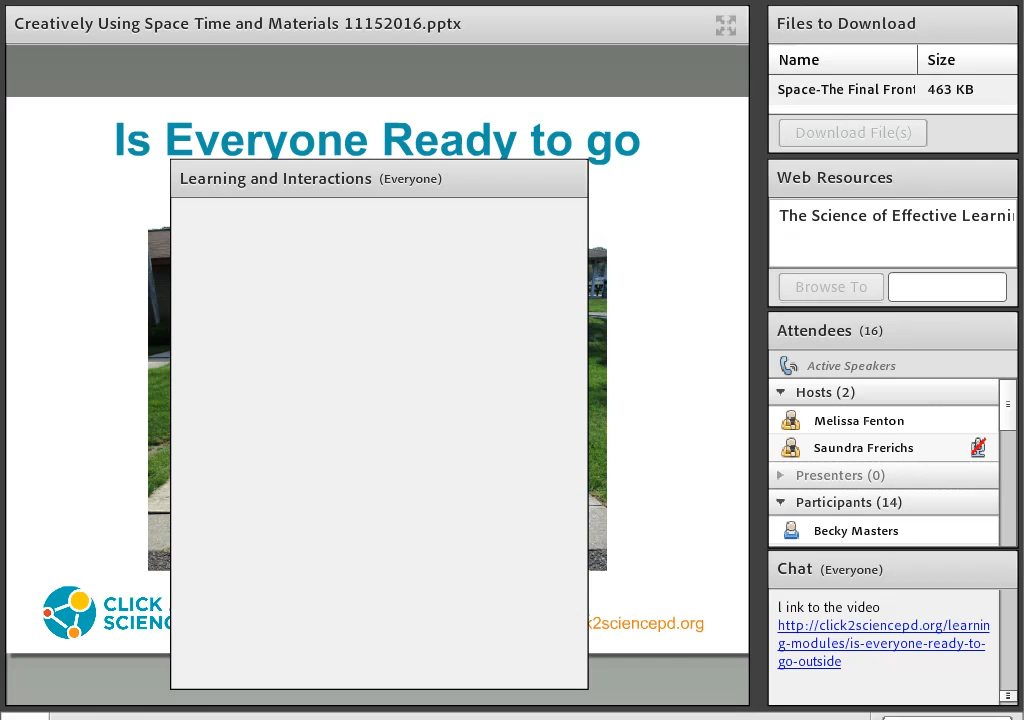 Creatively Using Space Time and Materials 11152016.pptx
Is Everyone Ready to go
Learning and Interactions (Everyone)
CLICK
SCIENC
k2sciencepd.org
Files to Download
Name Size
Space-The Final Front 463 KB
Download File(s)
Web Resources
The Science of Effective Learni
Browse To
Attendees (16)
Active Speakers
Hosts (2)
Melissa Fenton
Saundra Frerichs
Presenters (0)
Participants (14)
Becky Masters
Chat (Everyone)
l ink to the video
http://click2sciencepd.org/learnin
g-modules/is-everyone-ready-to-
go-outside